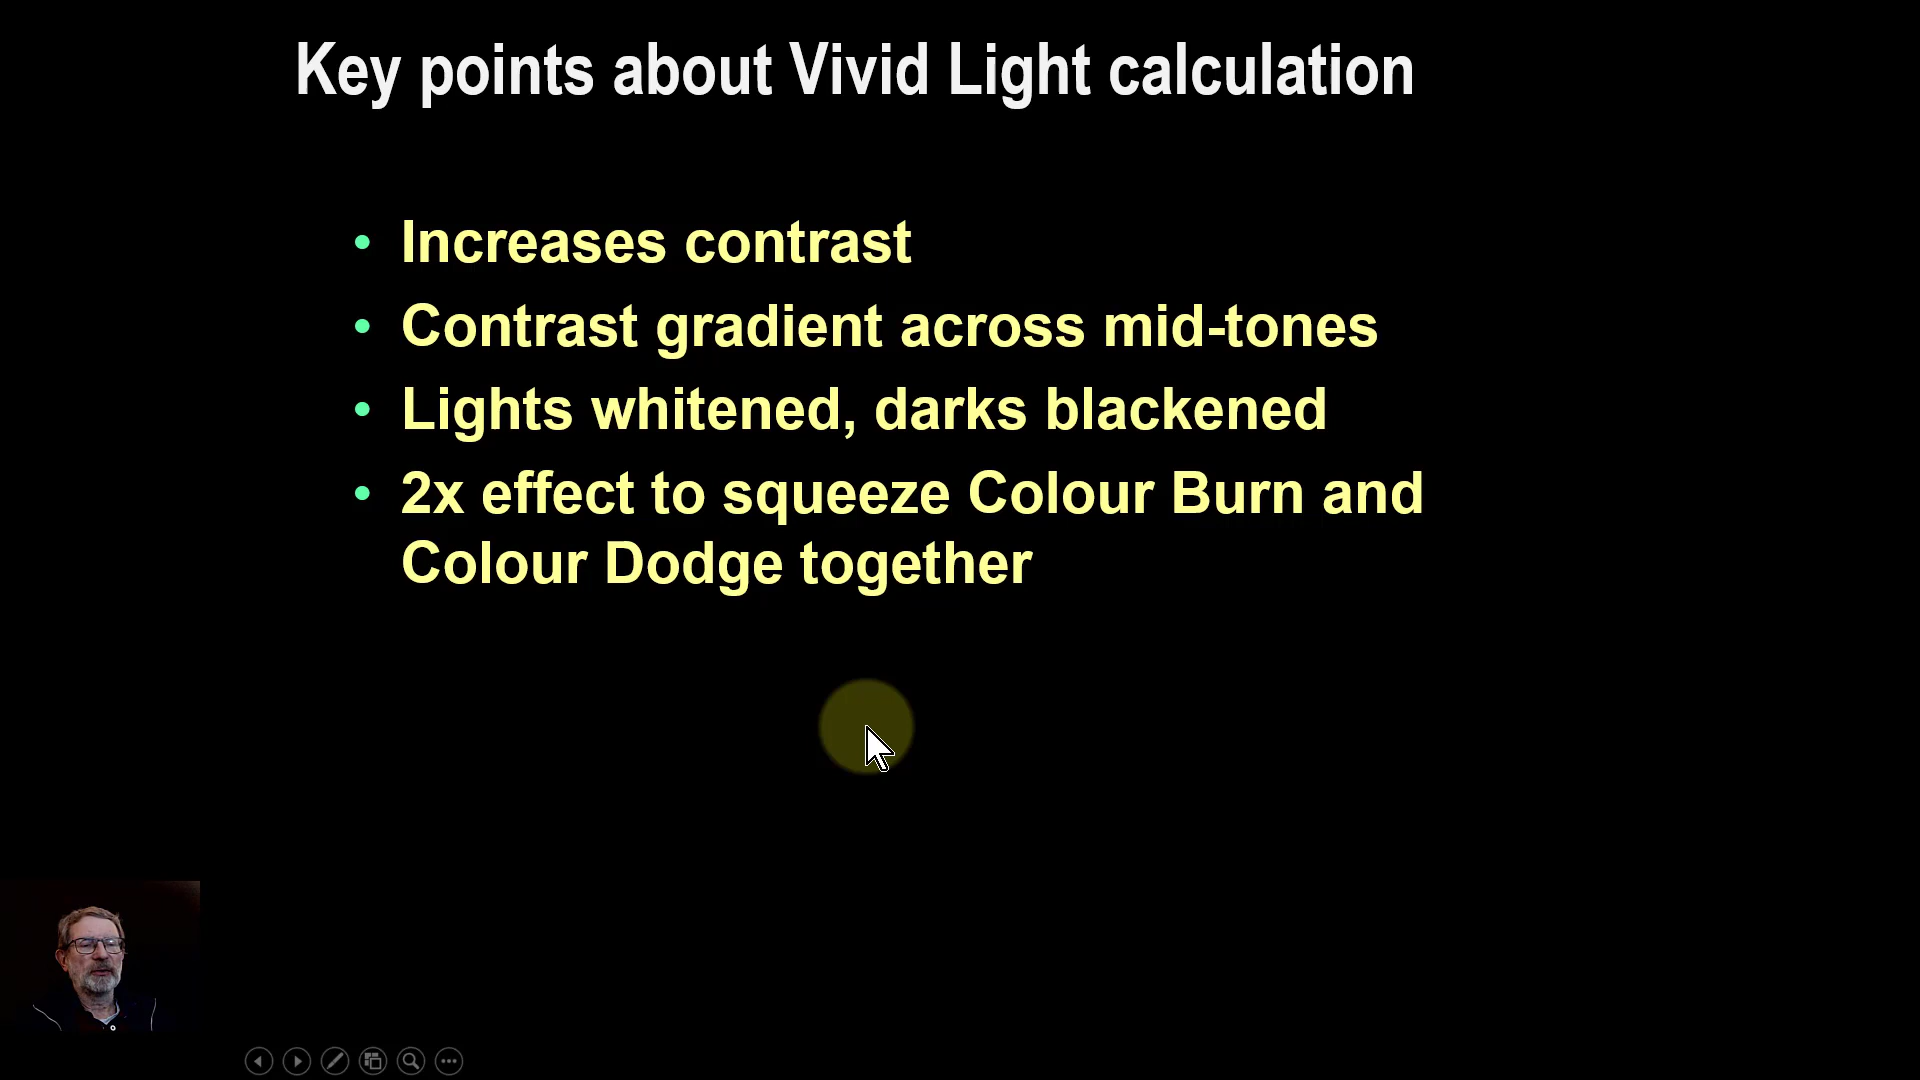 Key points about Vivid Light calculation
• Increases contrast
• Contrast gradient across mid-tones
• Lights whitened, darks blackened
• 2x effect to squeeze Colour Burn and
Colour Dodge together